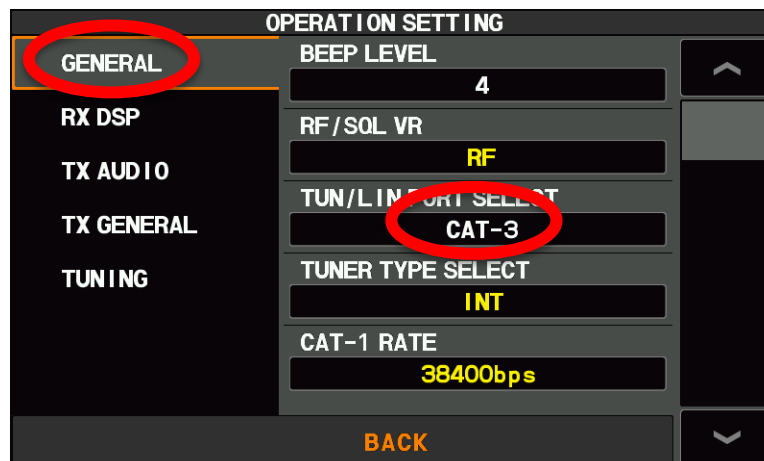 OPERATION SETTING
GENERAL
RX DSP
TX AUDIO
TX GENERAL
TUNING
BEEP LEVEL
4
RF/SQL VR
RF
TUN/LIN PORT SELECT
CAT-3
TUNER TYPE SELECT
INT
CAT-1 RATE
38400bps
BACK